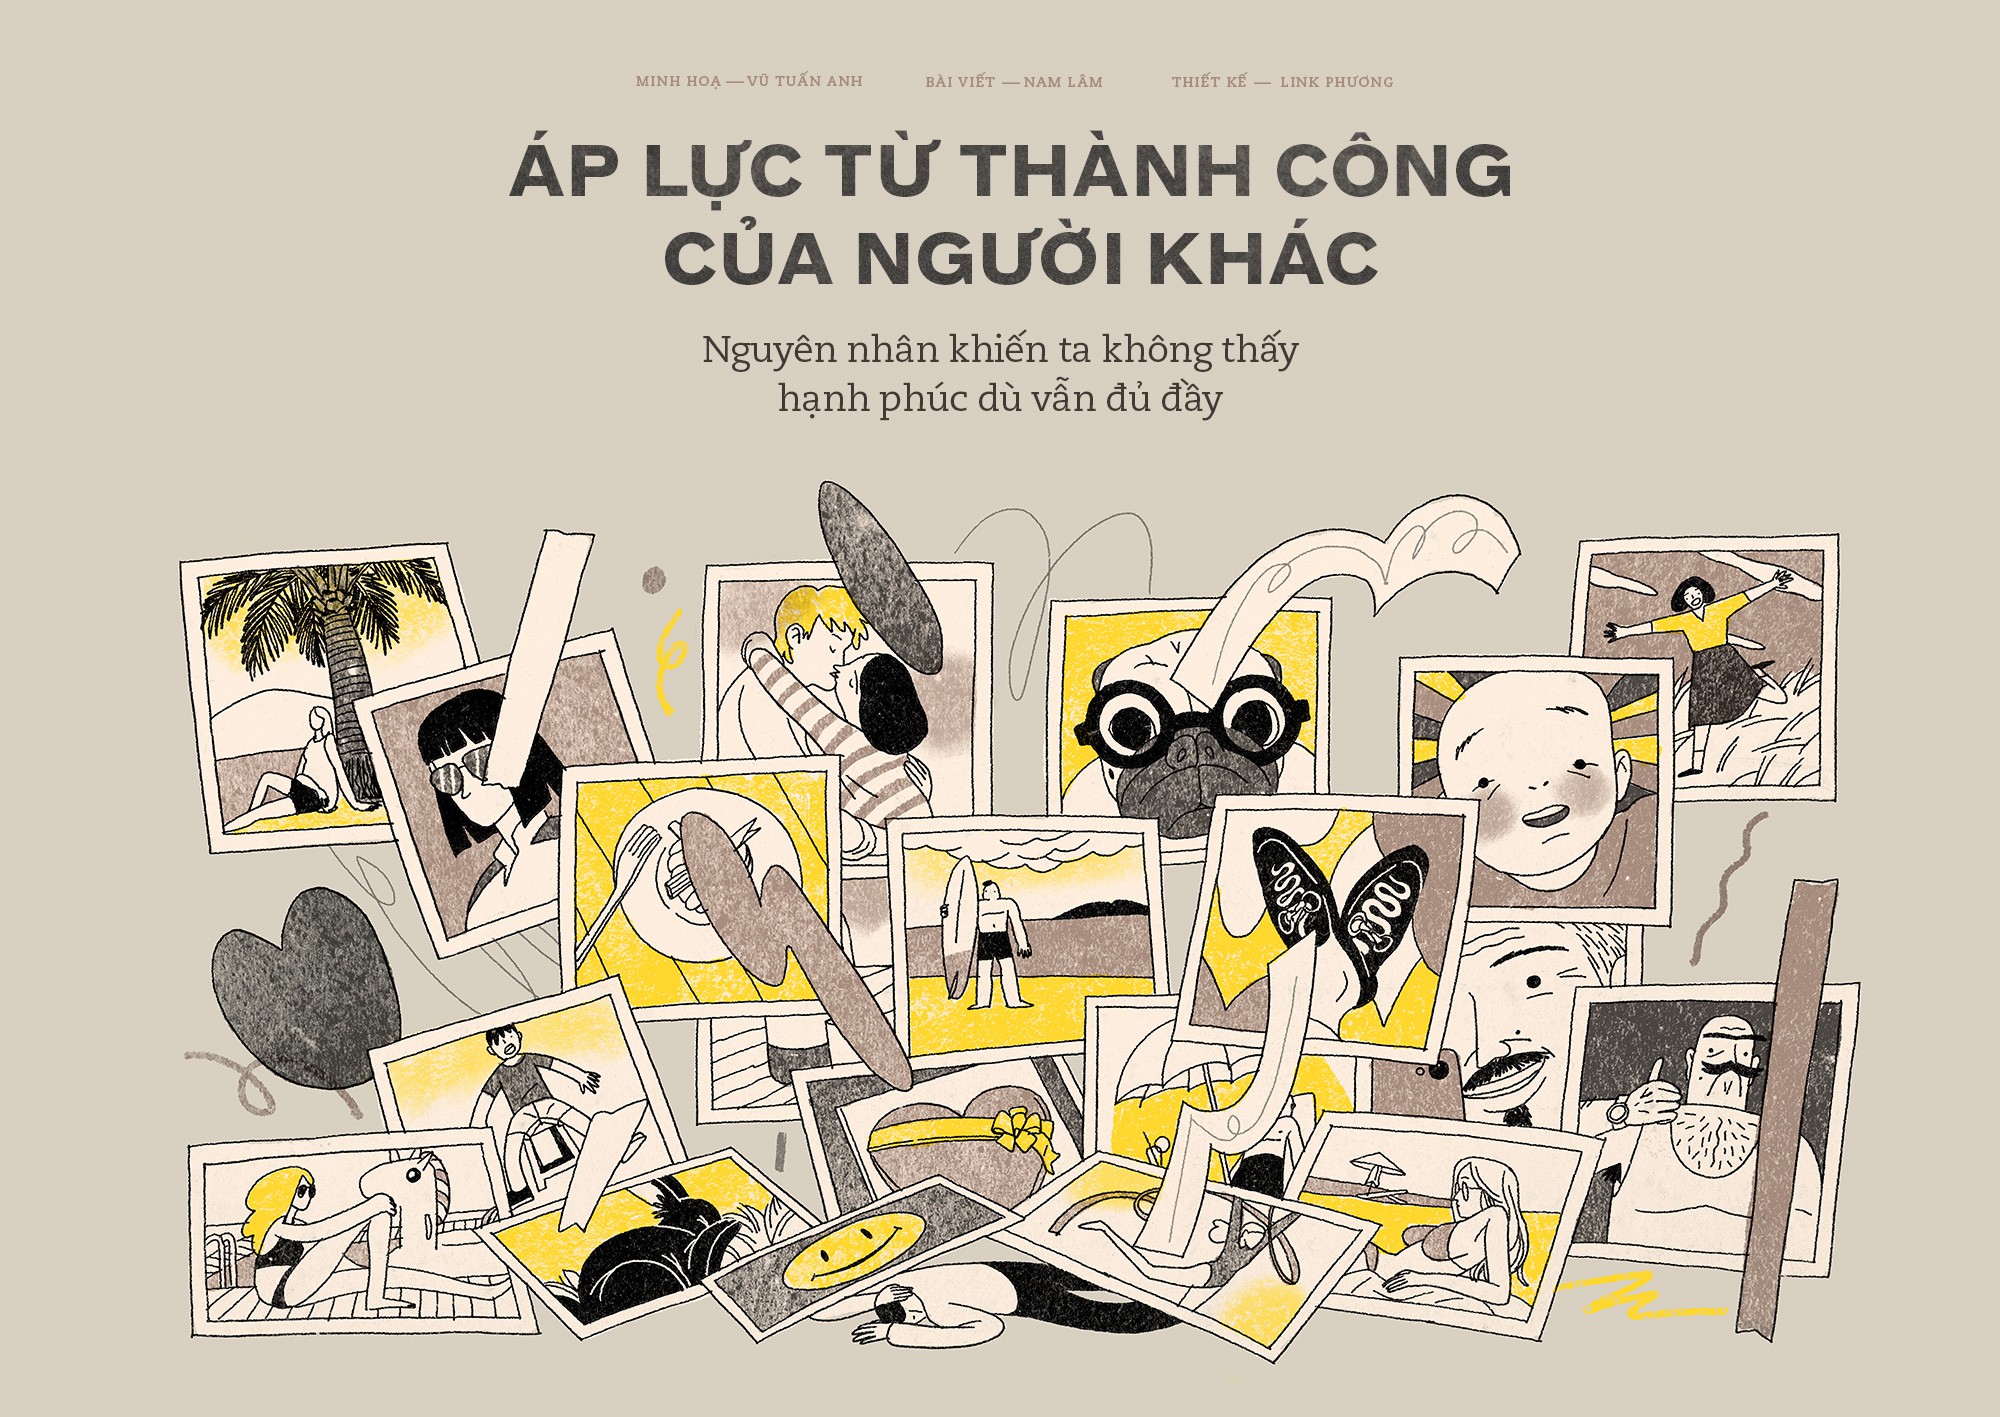 MINH HOẠ — VŨ TUẤN ANH
BÀI VIẾT — NAM LÂM
THIẾT KẾ — LINK PHƯƠNG
ÁP LỰC TỪ THÀNH CÔNG
CỦA NGƯỜI KHÁC
Nguyên nhân khiến ta không thấy
hạnh phúc dù vẫn đủ đầy